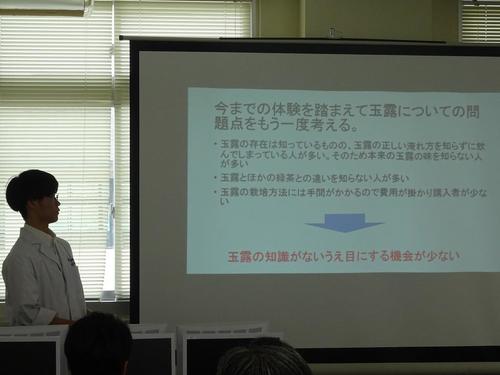 今までの体験を踏まえて玉露についての問
題点をもう一度考える。
・玉露の存在は知っているものの、玉露の正しい淹れ方を知らずに飲
んでしまっている人が多い。そのため本来の玉露の味を知らない人
が多い
・玉露とほかの緑茶との違いを知らない人が多い
・玉露の栽培方法には手間がかかるので費用が掛かり購入者が少な
い
玉露の知識がないうえ目にする機会が少ない